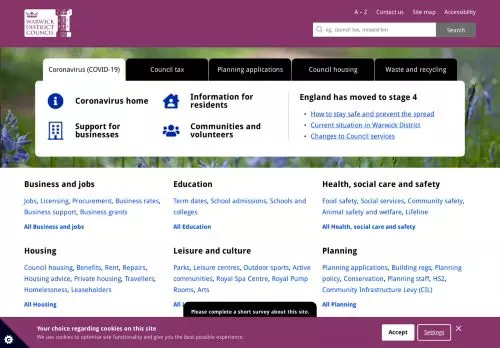 WARWICK
DISTRICT
COUNCIL
A – Z Contact us Site map Accessibility
eg. council tax, missed bin
Search
Coronavirus (COVID-19) Council tax Planning applications Council housing Waste and recycling
Coronavirus home
Information for
residents
Support for
businesses
Communities and
volunteers
England has moved to stage 4
How to stay safe and prevent the spread
Current situation in Warwick District
Changes to Council services
Business and jobs
Jobs, Licensing, Procurement, Business rates,
Business support, Business grants
All Business and jobs
Education
Term dates, School admissions, Schools and
colleges
All Education
Health, social care and safety
Food safety, Social services, Community safety,
Animal safety and welfare, Lifeline
All Health, social care and safety
Housing
Council housing, Benefits, Rent, Repairs,
Housing advice, Private housing, Travellers,
Homelessness, Leaseholders
All Housing
Leisure and culture
Parks, Leisure centres, Outdoor sports, Active
communities, Royal Spa Centre, Royal Pump
Rooms, Arts
All
Planning
Planning applications, Building regs, Planning
policy, Conservation, Planning staff, HS2,
Community Infrastructure Levy (CIL)
All Planning
Please complete a short survey about this site.
Your choice regarding cookies on this site
We use cookies to optimise site functionality and give you the best possible experience.
Accept
Settings